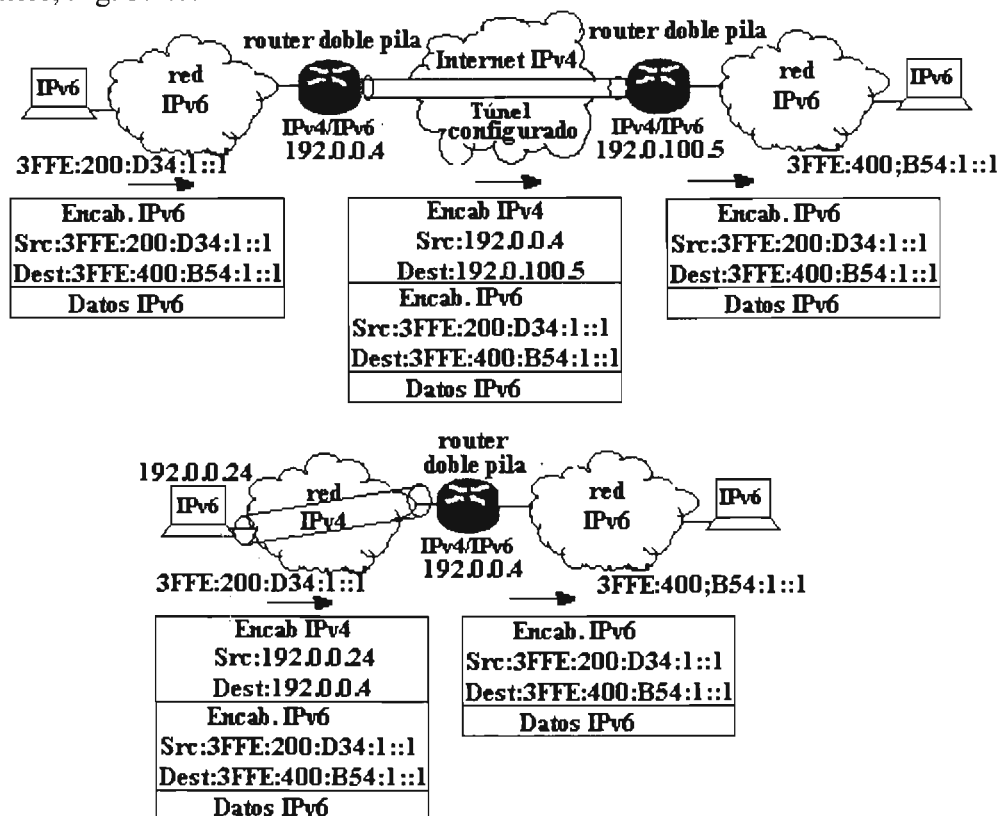 router doble pila
Internet IPv4
router doble pila
IPv6
red
IPv6
Túnel
configurado
red
IPv6
IPv6
IPv4/IPv6
192.0.0.4
IPv4/IPv6
192.0.100.5
3FFE:200:D34:1::1
3FFE:400;B54:1::1
Encab. IPv6
Src:3FFE:200:D34:1::1
Dest:3FFE:400:B54:1::1
Datos IPv6
Encab IPv4
Src:192.0.0.4
Dest:192.0.100.5
Encab. IPv6
Src:3FFE:200:D34:1::1
Dest:3FFE:400:B54:1::1
Datos IPv6
Encab. IPv6
Src:3FFE:200:D34:1::1
Dest:3FFE:400:B54:1::1
Datos IPv6
router
doble pila
192.0.0.24
IPv6
red
IPv4
red
IPv6
IPv6
IPv4/IPv6
192.0.0.4
3FFE:200:D34:1::1
3FFE:400;B54:1::1
Encab IPv4
Src:192.0.0.24
Dest:192.0.0.4
Encab. IPv6
Src:3FFE:200:D34:1::1
Dest:3FFE:400:B54:1::1
Datos IPv6
Encab. IPv6
Src:3FFE:200:D34:1::1
Dest:3FFE:400:B54:1::1
Datos IPv6